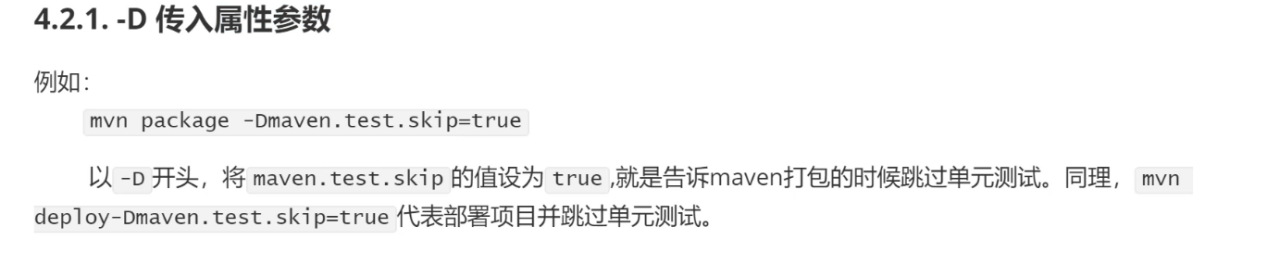 4.2.1. -D 传入属性参数
例如：
mvn package -Dmaven.test.skip=true
以 -D 开头，将 maven.test.skip 的值设为 true ,就是告诉maven打包的时候跳过单元测试。同理， mvn
deploy-Dmaven.test.skip=true 代表部署项目并跳过单元测试。